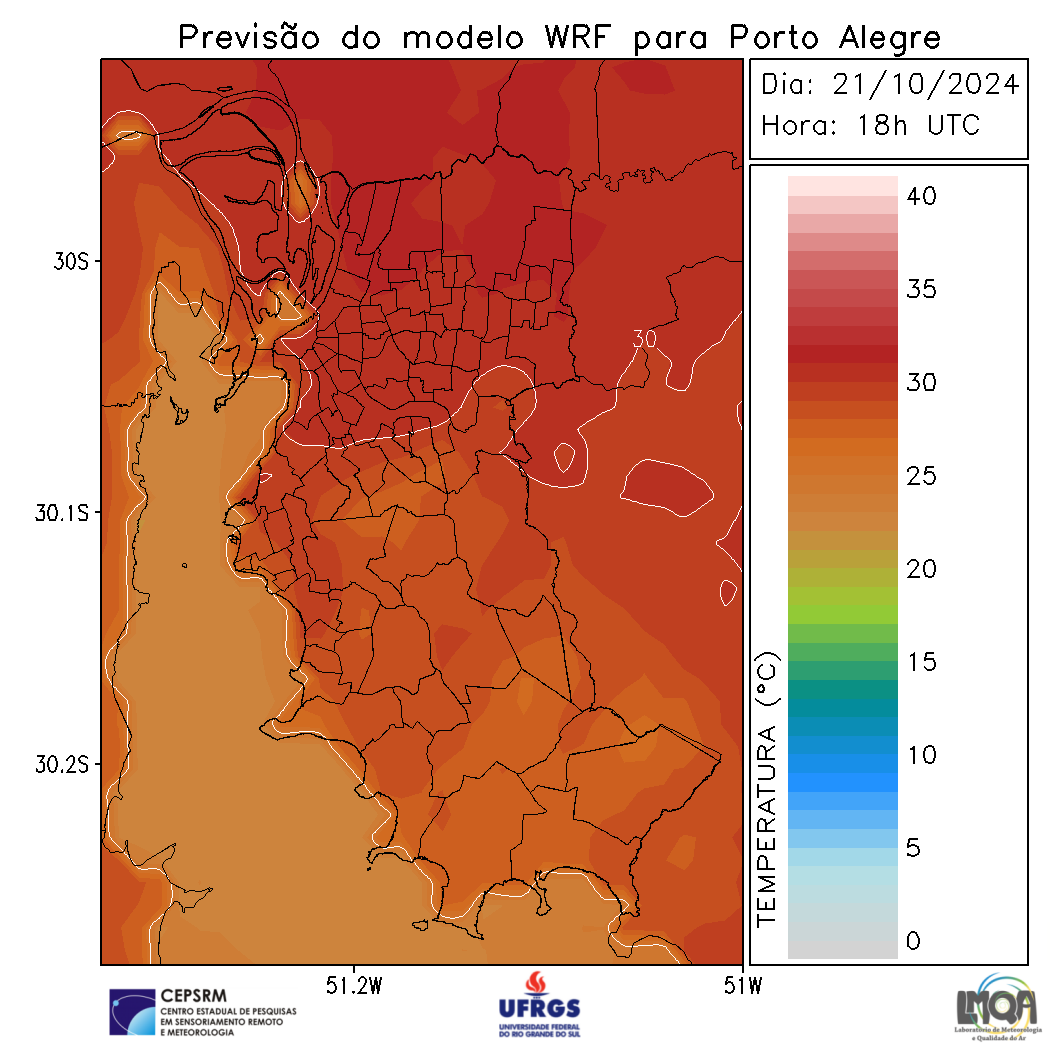 Previsão do modelo WRF para Porto Alegre
Dia: 21/10/2024
Hora: 18h UTC
30S
30.1S
30.2S
51.2W
51W
30
TEMPERATURA (°C)
40
35
30
25
20
15
10
5
0
CEPSRM
CENTRO ESTADUAL DE PESQUISAS
EM SENSORIAMENTO REMOTO
E METEOROLOGIA
UFRGS
UNIVERSIDADE FEDERAL
DO RIO GRANDE DO SUL
LMQA
Laboratório de Meteorologia
e Qualidade do Ar